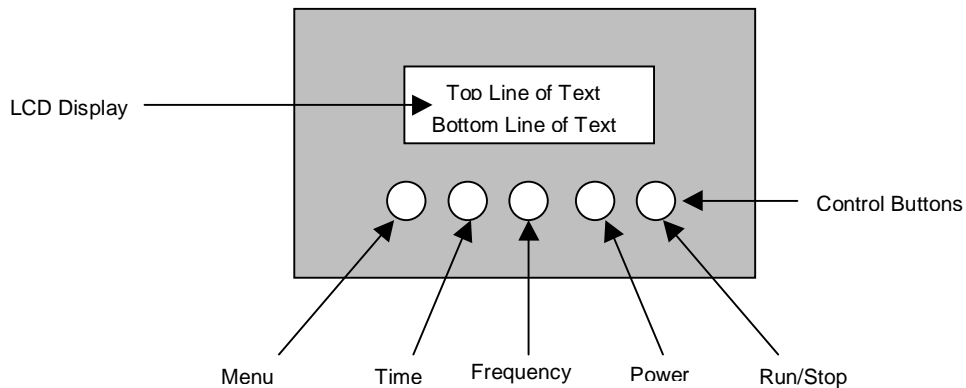 Top Line of Text
LCD Display
Bottom Line of Text
Control Buttons
Menu
Time
Frequency
Power
Run/Stop